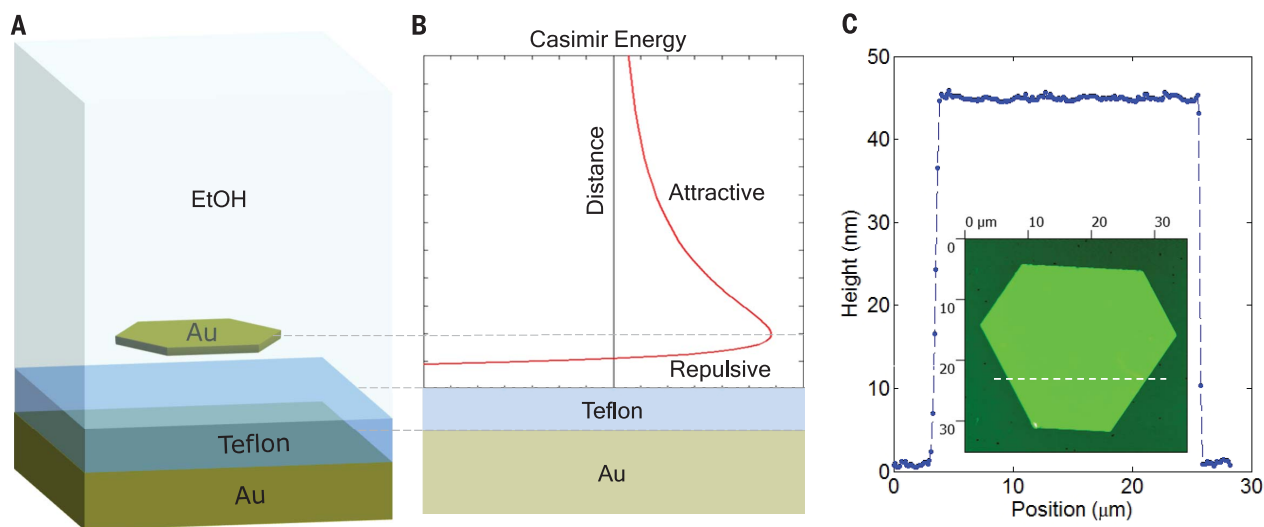 A
EtOH
Au
Teflon
Au
B
Casimir Energy
Distance
Attractive
Repulsive
Teflon
Au
C
50
40
30
20
10
0
Height (nm)
0 μm 10 20 30
0
10
20
30
0 10 20 30
Position (μm)